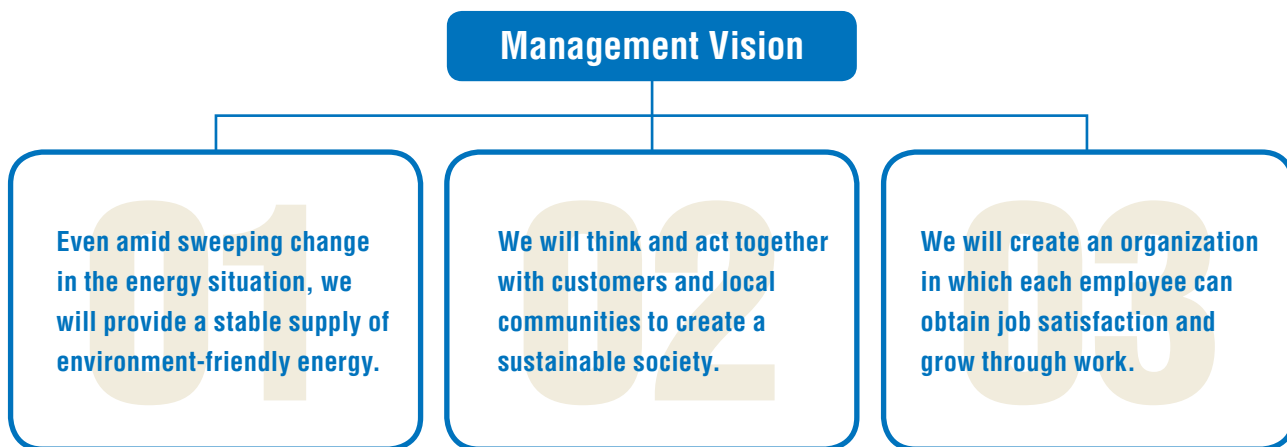 Management Vision
01
Even amid sweeping change
in the energy situation, we
will provide a stable supply of
environment-friendly energy.
02
We will think and act together
with customers and local
communities to create a
sustainable society.
03
We will create an organization
in which each employee can
obtain job satisfaction and
grow through work.